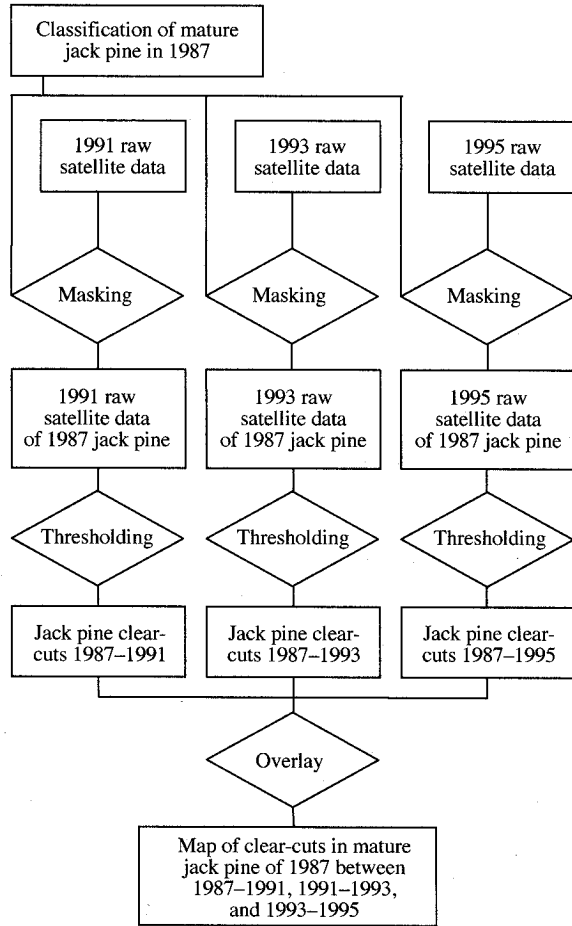 Classification of mature
jack pine in 1987
1991 raw
satellite data
1993 raw
satellite data
1995 raw
satellite data
Masking
Masking
Masking
1991 raw
satellite data
of 1987 jack pine
1993 raw
satellite data
of 1987 jack pine
1995 raw
satellite data
of 1987 jack pine
Thresholding
Thresholding
Thresholding
Jack pine clear-
cuts 1987–1991
Jack pine clear-
cuts 1987–1993
Jack pine clear-
cuts 1987–1995
Overlay
Map of clear-cuts in mature
jack pine of 1987 between
1987–1991, 1991–1993,
and 1993–1995